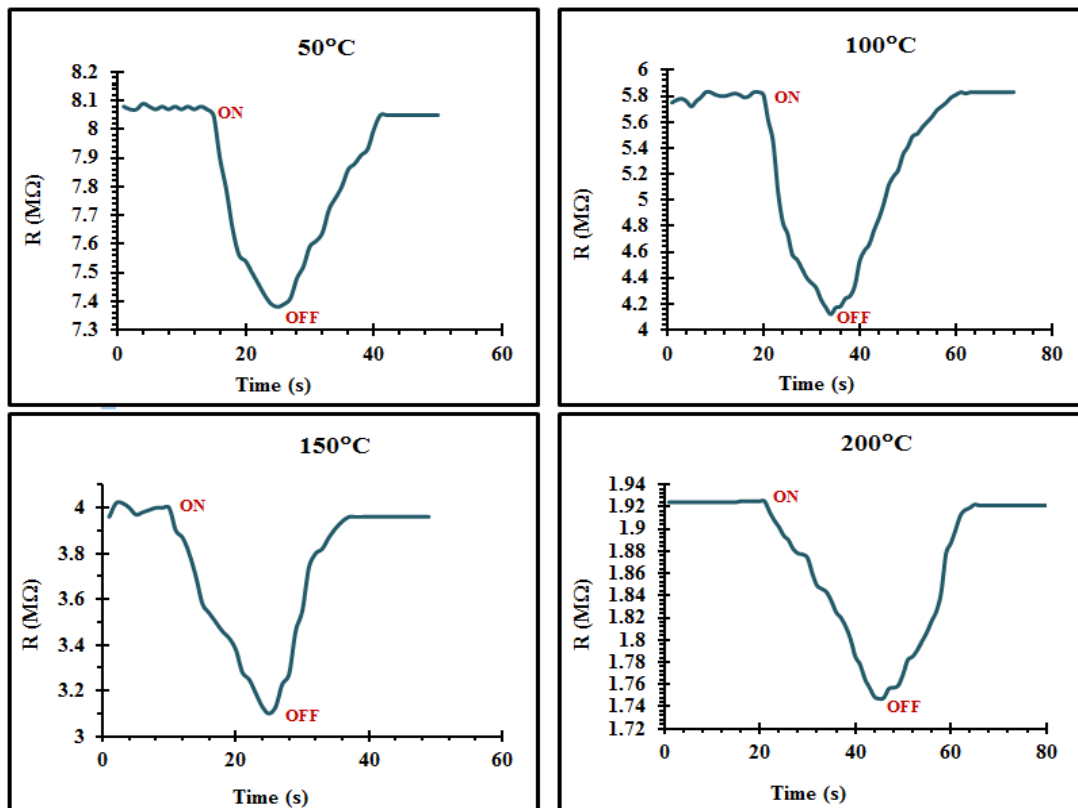 50°C
R (MΩ)
8.2
8.1
8
7.9
7.8
7.7
7.6
7.5
7.4
7.3
ON
OFF
0 20 40 60
Time (s)
100°C
R (MΩ)
6
5.8
5.6
5.4
5.2
5
4.8
4.6
4.4
4.2
4
ON
OFF
0 20 40 60 80
Time (s)
150°C
R (MΩ)
4
3.8
3.6
3.4
3.2
3
ON
OFF
0 20 40 60
Time (s)
200°C
R (MΩ)
1.94
1.92
1.9
1.88
1.86
1.84
1.82
1.8
1.78
1.76
1.74
1.72
ON
OFF
0 20 40 60 80
Time (s)